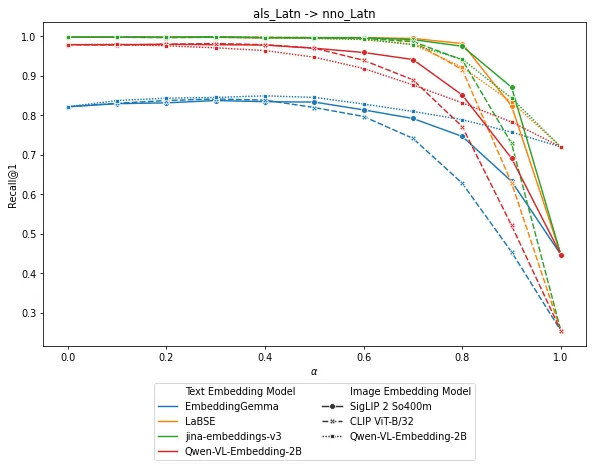 als_Latn -> nno_Latn
Recall@1
1.0
0.9
0.8
0.7
0.6
0.5
0.4
0.3
0.0 0.2 0.4 0.6 0.8 1.0
α
Text Embedding Model
EmbeddingGemma
LaBSE
jina-embeddings-v3
Qwen-VL-Embedding-2B
Image Embedding Model
SigLIP 2 So400m
CLIP ViT-B/32
Qwen-VL-Embedding-2B